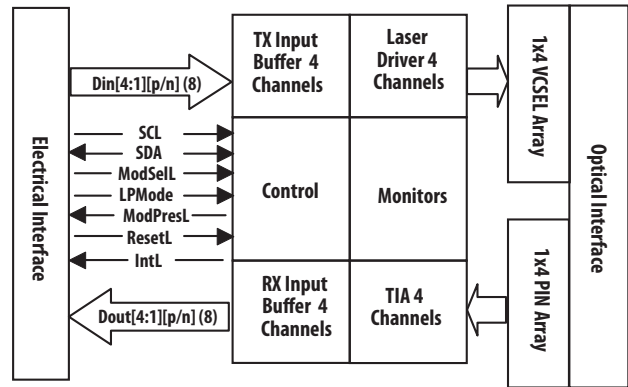 Electrical Interface
Din[4:1][p/n] (8)
SCL
SDA
ModSelL
LPMode
ModPresL
ResetL
IntL
Dout[4:1][p/n] (8)
TX Input
Buffer 4
Channels
Laser
Driver 4
Channels
Control
Monitors
RX Input
Buffer 4
Channels
TIA 4
Channels
1x4 VCSEL Array
1x4 PIN Array
Optical Interface